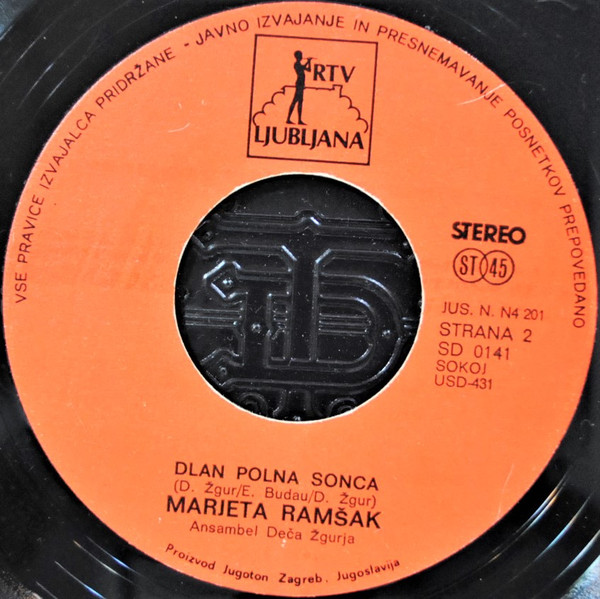 VSE PRAVICE IZVAJALCA PRIDRŽANE - JAVNO IZVAJANJE IN PRESNEMAVANJE POSNETKOV PREPOVEDANO
RTV
LJUBLJANA
STEREO
ST 45
JUS. N. N4 201
STRANA 2
SD 0141
SOKOJ
USD-431
DLAN POLNA SONCA
(D. Žgur/E. Budau/D. Žgur)
MARJETA RAMŠAK
Ansambel Deča Žgurja
Proizvod Jugoton Zagreb, Jugoslavija